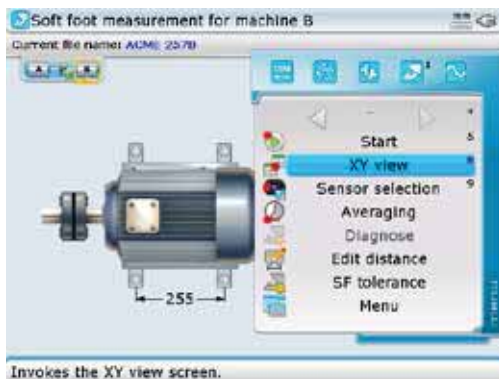 Soft foot measurement for machine B
Current file name: ACME 2570
A
B
Start
XY view
Sensor selection
Averaging
Diagnose
Edit distance
SF tolerance
Menu
255
Invokes the XY view screen.